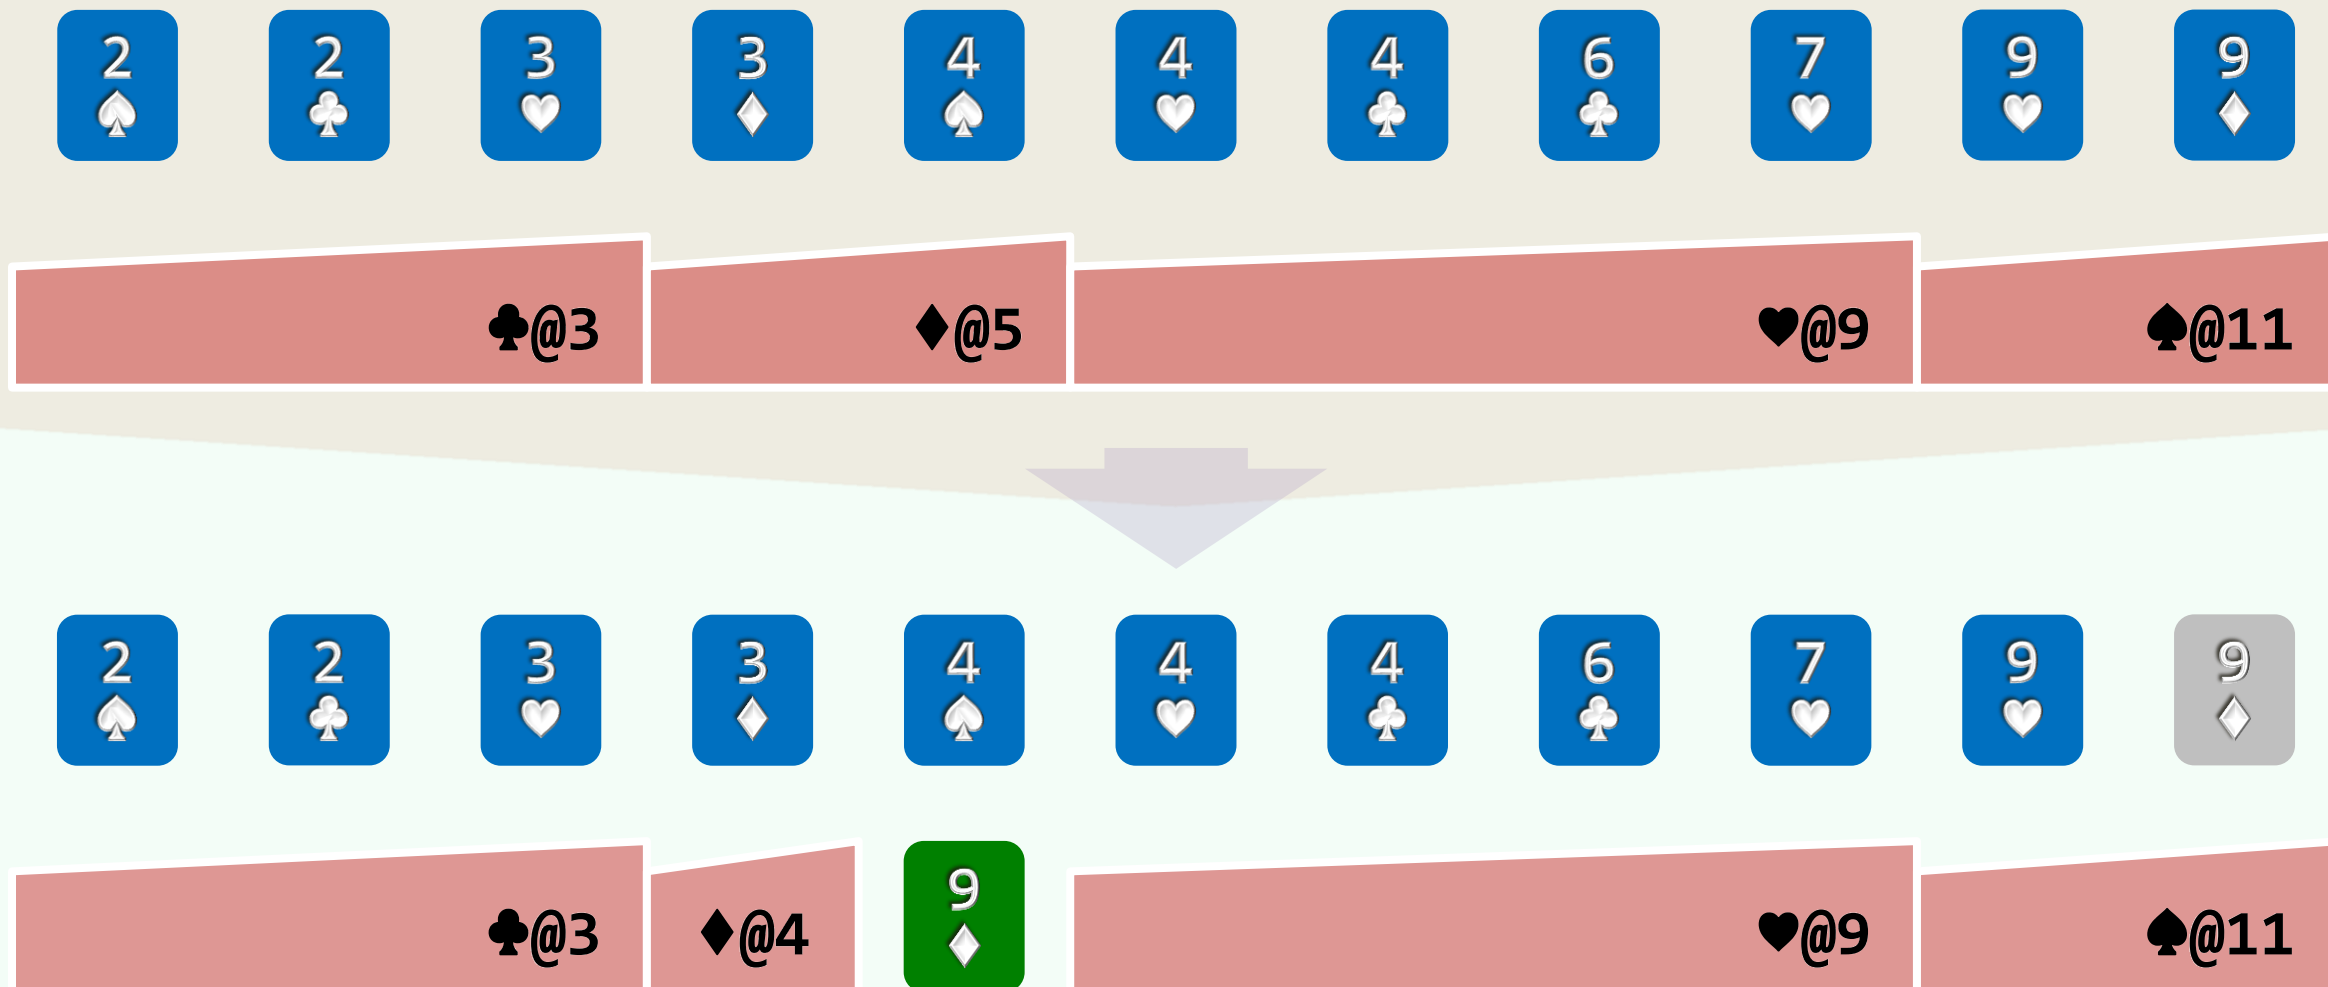 2 2 3 3 4 4 4 6 7 9 9
♠ ♣ ♥ ♦ ♠ ♥ ♣ ♣ ♥ ♥ ♦
♣@3 ♦@5 ♥@9 ♠@11
2 2 3 3 4 4 4 6 7 9 9
♠ ♣ ♥ ♦ ♠ ♥ ♣ ♣ ♥ ♥ ♦
9
♣@3 ♦@4 ♦ ♥@9 ♠@11